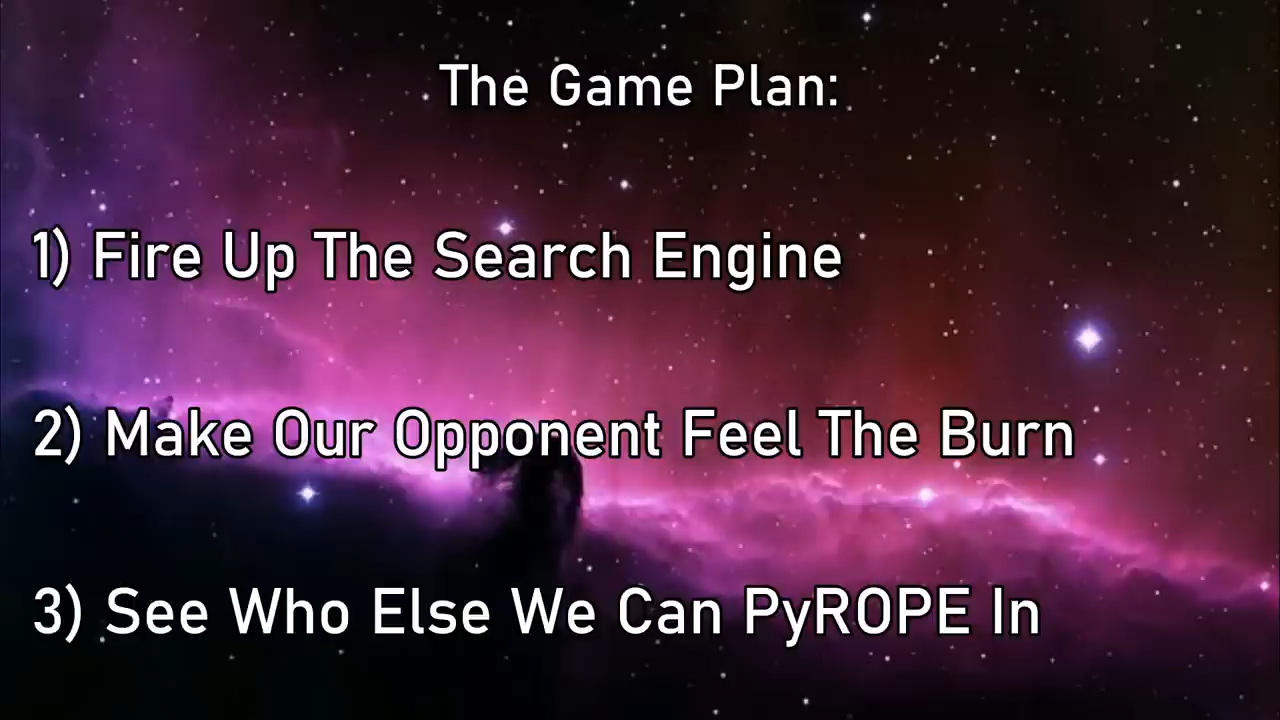 The Game Plan:
1) Fire Up The Search Engine
2) Make Our Opponent Feel The Burn
3) See Who Else We Can PyROPE In